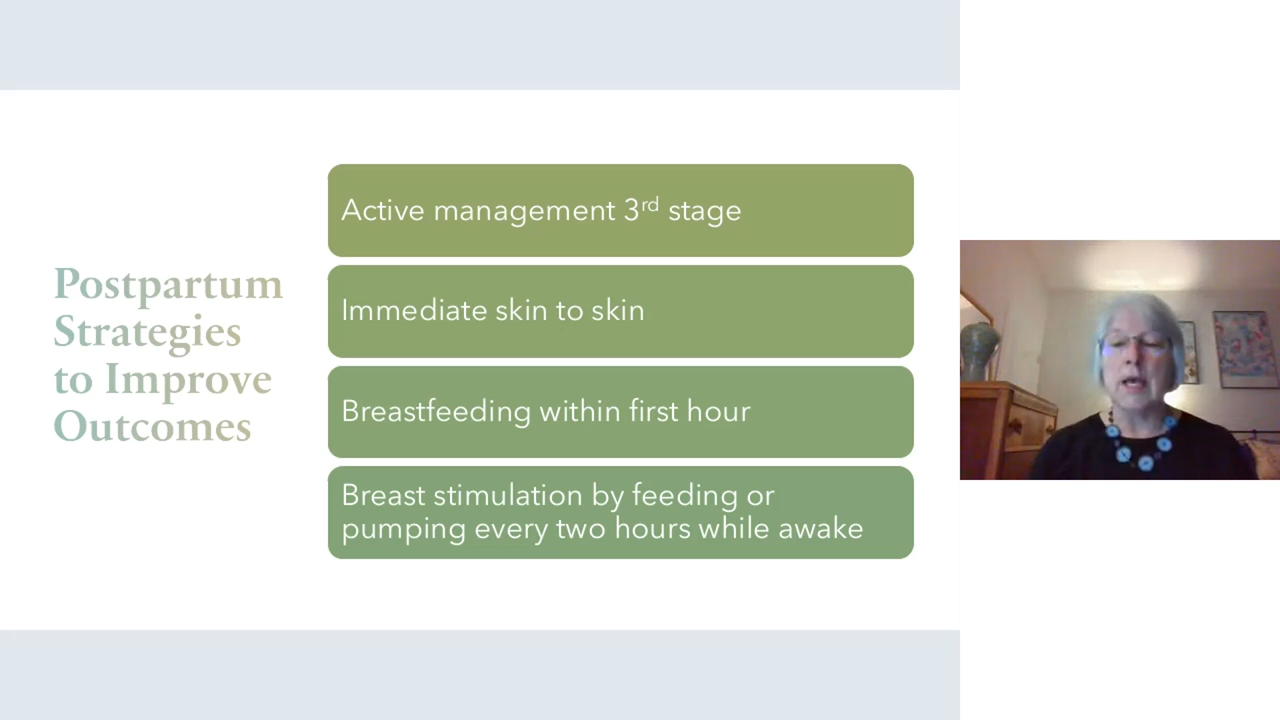 Postpartum
Strategies
to Improve
Outcomes
Active management 3rd stage
Immediate skin to skin
Breastfeeding within first hour
Breast stimulation by feeding or
pumping every two hours while awake